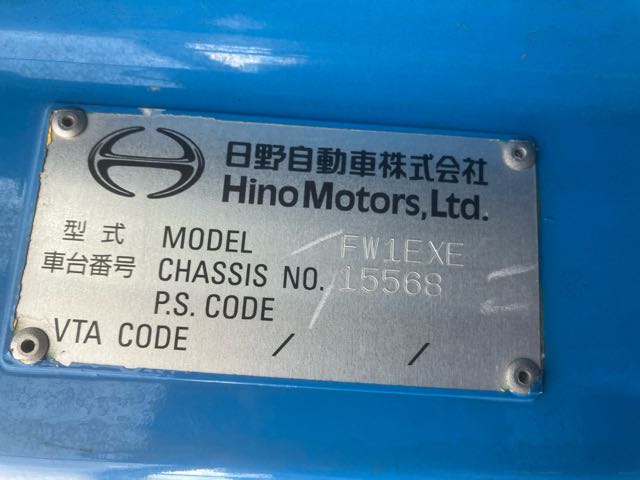 日野自動車株式会社
Hino Motors, Ltd.
型式 MODEL FW1EXE
車台番号 CHASSIS NO. 15568
P.S. CODE
VTA CODE / /